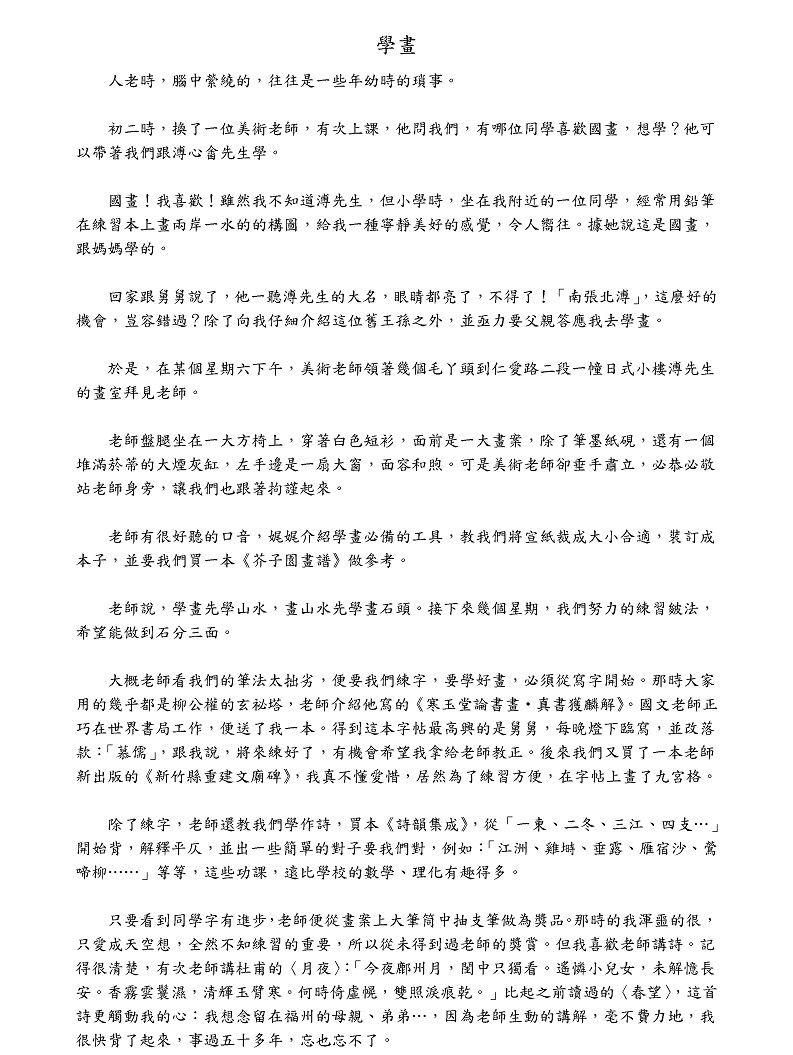 學畫
人老時，腦中縈繞的，往往是一些年幼時的瑣事。
初二時，換了一位美術老師，有次上課，他問我們，有哪位同學喜歡國畫，想學？他可
以帶著我們跟溥心畬先生學。
國畫！我喜歡！雖然我不知道溥先生，但小學時，坐在我附近的一位同學，經常用鉛筆
在練習本上畫兩岸一水的的構圖，給我一種寧靜美好的感覺，令人嚮往。據她說這是國畫，
跟媽媽學的。
回家跟舅舅說了，他一聽溥先生的大名，眼睛都亮了，不得了！「南張北溥」，這麼好的
機會，豈容錯過？除了向我仔細介紹這位舊王孫之外，並亟力要父親答應我去學畫。
於是，在某個星期六下午，美術老師領著幾個毛丫頭到仁愛路二段一幢日式小樓溥先生
的畫室拜見老師。
老師盤腿坐在一大方椅上，穿著白色短衫，面前是一大畫案，除了筆墨紙硯，還有一個
堆滿菸蒂的大煙灰缸，左手邊是一扇大窗，面容和煦。可是美術老師卻垂手肅立，必恭必敬
站老師身旁，讓我們也跟著拘謹起來。
老師有很好聽的口音，娓娓介紹學畫必備的工具，教我們將宣紙裁成大小合適，裝訂成
本子，並要我們買一本《芥子園畫譜》做參考。
老師說，學畫先學山水，畫山水先學畫石頭。接下來幾個星期，我們努力的練習皴法，
希望能做到石分三面。
大概老師看我們的筆法太拙劣，便要我們練字，要學好畫，必須從寫字開始。那時大家
用的幾乎都是柳公權的玄祕塔，老師介紹他寫的《寒玉堂論書畫‧真書獲麟解》。國文老師正
巧在世界書局工作，便送了我一本。得到這本字帖最高興的是舅舅，每晚燈下臨寫，並改落
款：「慕儒」，跟我說，將來練好了，有機會希望我拿給老師教正。後來我們又買了一本老師
新出版的《新竹縣重建文廟碑》，我真不懂愛惜，居然為了練習方便，在字帖上畫了九宮格。
除了練字，老師還教我們學作詩，買本《詩韻集成》，從「一東、二冬、三江、四支…」
開始背，解釋平仄，並出一些簡單的對子要我們對，例如：「江洲、雞塒、垂露、雁宿沙、鶯
啼柳……」等等，這些功課，遠比學校的數學、理化有趣得多。
只要看到同學字有進步，老師便從畫案上大筆筒中抽支筆做為獎品。那時的我渾噩的很，
只愛成天空想，全然不知練習的重要，所以從未得到過老師的獎賞。但我喜歡老師講詩。記
得很清楚，有次老師講杜甫的〈月夜〉：「今夜鄜州月，閨中只獨看。遙憐小兒女，未解憶長
安。香霧雲鬟濕，清輝玉臂寒。何時倚虛幌，雙照淚痕乾。」比起之前讀過的〈春望〉，這首
詩更觸動我的心：我想念留在福州的母親、弟弟…，因為老師生動的講解，毫不費力地，我
很快背了起來，事過五十多年，忘也忘不了。